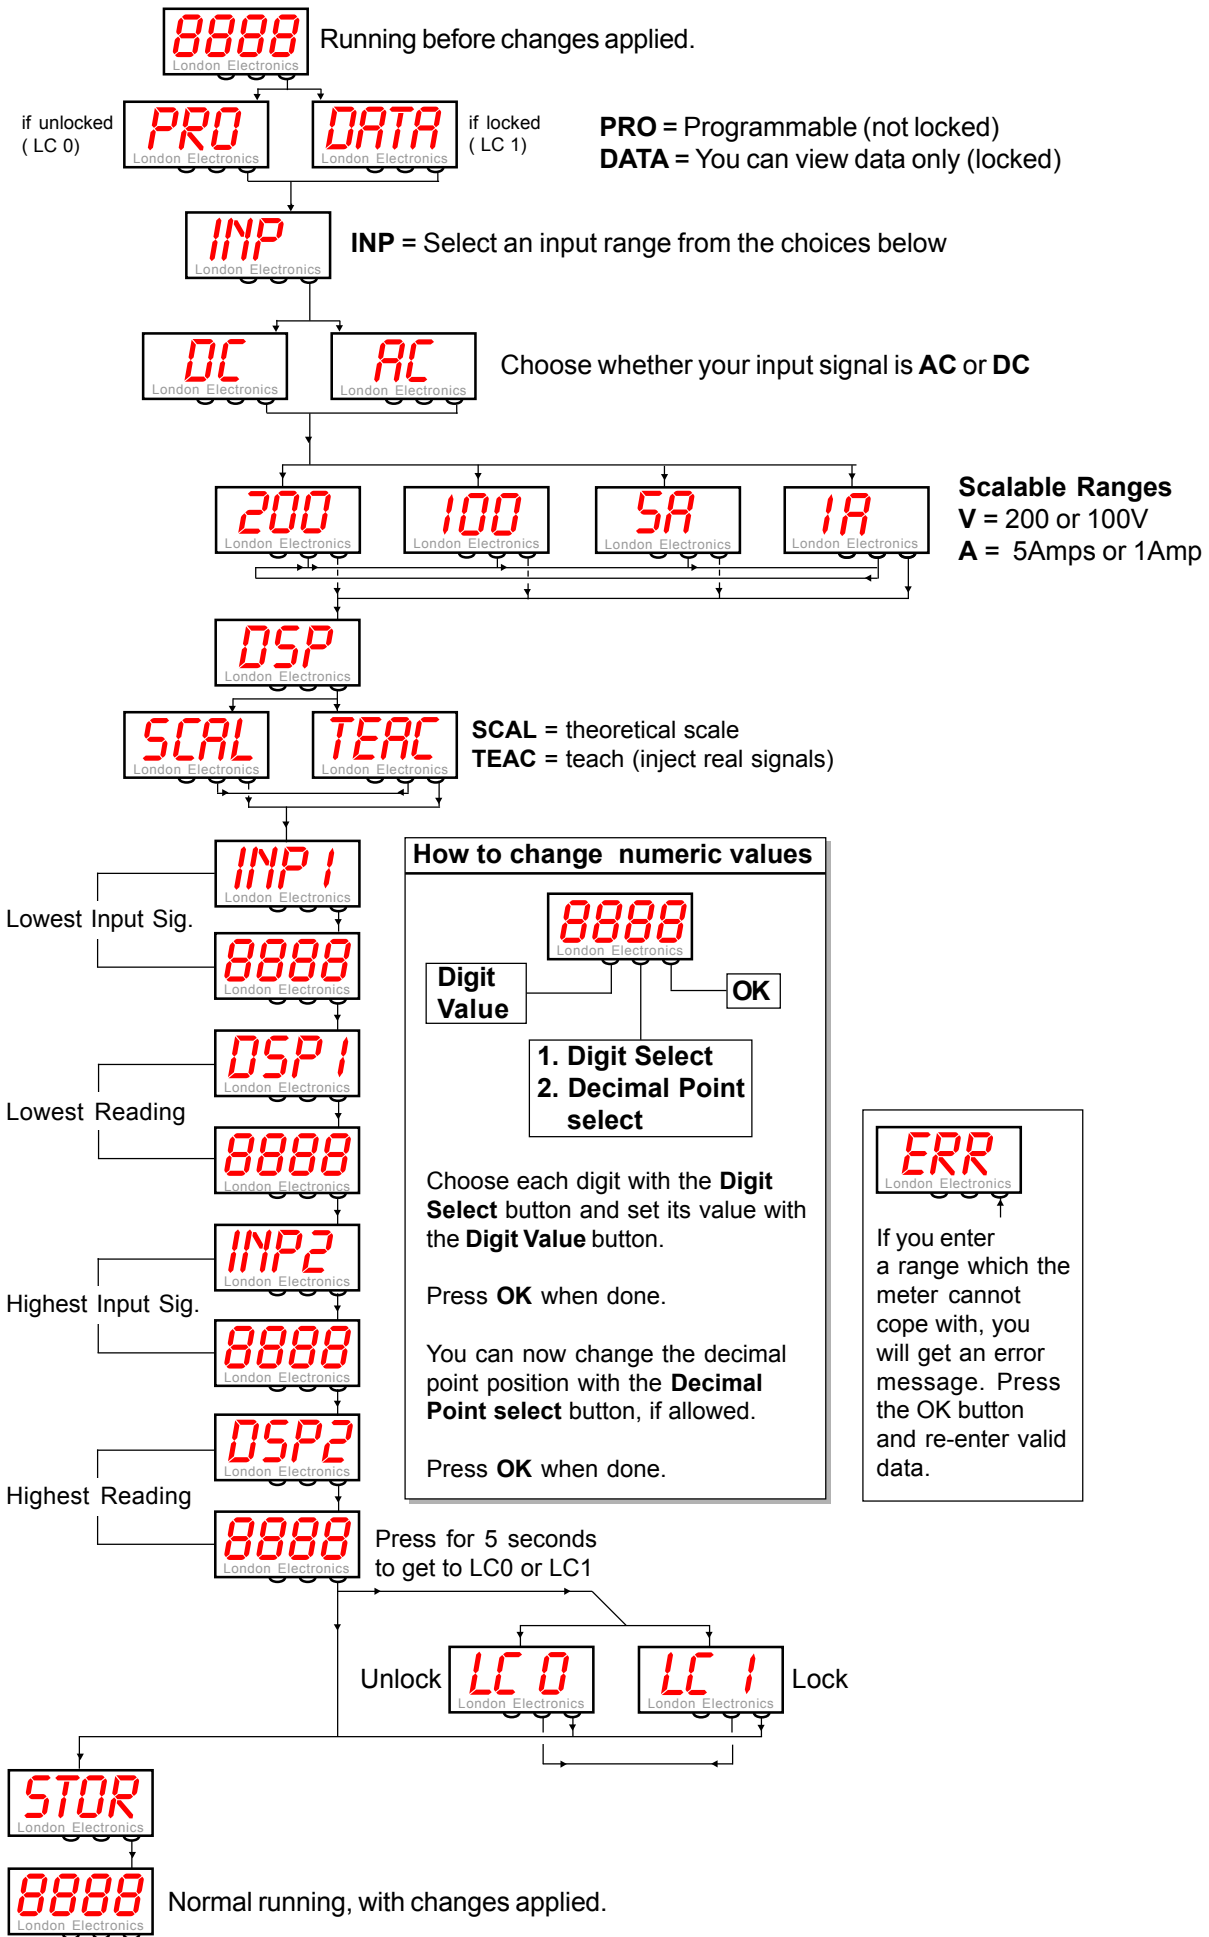 8888
London Electronics
Running before changes applied.
if unlocked
( LC 0)
PRO
London Electronics
DATA
London Electronics
if locked
( LC 1)
PRO = Programmable (not locked)
DATA = You can view data only (locked)
INP
London Electronics
INP = Select an input range from the choices below
DC
London Electronics
AC
London Electronics
Choose whether your input signal is AC or DC
200
London Electronics
100
London Electronics
5A
London Electronics
1A
London Electronics
Scalable Ranges
V = 200 or 100V
A = 5Amps or 1Amp
DSP
London Electronics
SCAL
London Electronics
TEAC
London Electronics
SCAL = theoretical scale
TEAC = teach (inject real signals)
Lowest Input Sig.
INP1
London Electronics
8888
London Electronics
Lowest Reading
DSP1
London Electronics
8888
London Electronics
Highest Input Sig.
INP2
London Electronics
8888
London Electronics
Highest Reading
DSP2
London Electronics
8888
London Electronics
How to change numeric values
8888
London Electronics
Digit
Value
OK
1. Digit Select
2. Decimal Point
select
Choose each digit with the Digit
Select button and set its value with
the Digit Value button.
Press OK when done.
You can now change the decimal
point position with the Decimal
Point select button, if allowed.
Press OK when done.
ERR
London Electronics
If you enter
a range which the
meter cannot
cope with, you
will get an error
message. Press
the OK button
and re-enter valid
data.
Press for 5 seconds
to get to LC0 or LC1
Unlock
LC 0
London Electronics
LC 1
London Electronics
Lock
STOR
London Electronics
8888
London Electronics
Normal running, with changes applied.